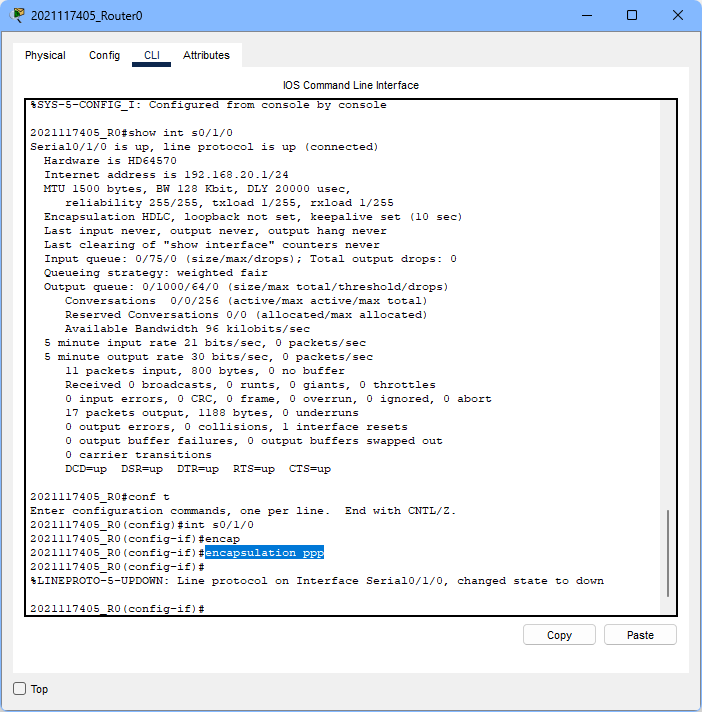 2021117405_Router0
Physical Config CLI Attributes
IOS Command Line Interface
%SYS-5-CONFIG_I: Configured from console by console
2021117405_R0#show int s0/1/0
Serial0/1/0 is up, line protocol is up (connected)
Hardware is HD64570
Internet address is 192.168.20.1/24
MTU 1500 bytes, BW 128 Kbit, DLY 20000 usec,
reliability 255/255, txload 1/255, rxload 1/255
Encapsulation HDLC, loopback not set, keepalive set (10 sec)
Last input never, output never, output hang never
Last clearing of "show interface" counters never
Input queue: 0/75/0 (size/max/drops); Total output drops: 0
Queueing strategy: weighted fair
Output queue: 0/1000/64/0 (size/max total/threshold/drops)
Conversations  0/0/256 (active/max active/max total)
Reserved Conversations 0/0 (allocated/max allocated)
Available Bandwidth 96 kilobits/sec
5 minute input rate 21 bits/sec, 0 packets/sec
5 minute output rate 30 bits/sec, 0 packets/sec
11 packets input, 800 bytes, 0 no buffer
Received 0 broadcasts, 0 runts, 0 giants, 0 throttles
0 input errors, 0 CRC, 0 frame, 0 overrun, 0 ignored, 0 abort
17 packets output, 1188 bytes, 0 underruns
0 output errors, 0 collisions, 1 interface resets
0 output buffer failures, 0 output buffers swapped out
0 carrier transitions
DCD=up  DSR=up  DTR=up  RTS=up  CTS=up
2021117405_R0#conf t
Enter configuration commands, one per line.  End with CNTL/Z.
2021117405_R0(config)#int s0/1/0
2021117405_R0(config-if)#encap
2021117405_R0(config-if)#encapsulation ppp
2021117405_R0(config-if)#
%LINEPROTO-5-UPDOWN: Line protocol on Interface Serial0/1/0, changed state to down
2021117405_R0(config-if)#
Copy Paste
Top